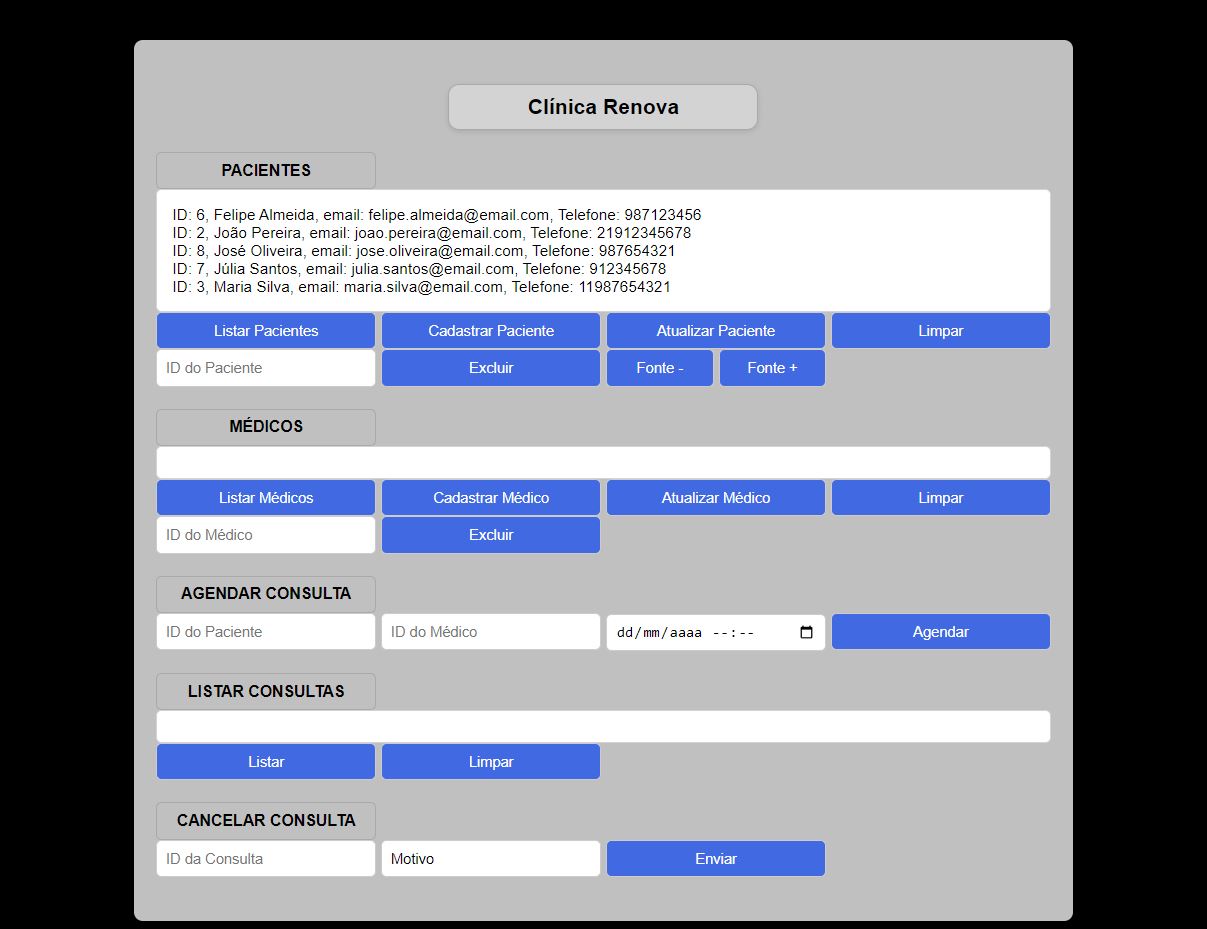 Clínica Renova
PACIENTES
ID: 6, Felipe Almeida, email: felipe.almeida@email.com, Telefone: 987123456
ID: 2, João Pereira, email: joao.pereira@email.com, Telefone: 21912345678
ID: 8, José Oliveira, email: jose.oliveira@email.com, Telefone: 987654321
ID: 7, Júlia Santos, email: julia.santos@email.com, Telefone: 912345678
ID: 3, Maria Silva, email: maria.silva@email.com, Telefone: 11987654321
Listar Pacientes Cadastrar Paciente Atualizar Paciente Limpar
ID do Paciente Excluir Fonte - Fonte +
MÉDICOS
Listar Médicos Cadastrar Médico Atualizar Médico Limpar
ID do Médico Excluir
AGENDAR CONSULTA
ID do Paciente ID do Médico dd/mm/aaaa --:-- Agendar
LISTAR CONSULTAS
Listar Limpar
CANCELAR CONSULTA
ID da Consulta Motivo Enviar